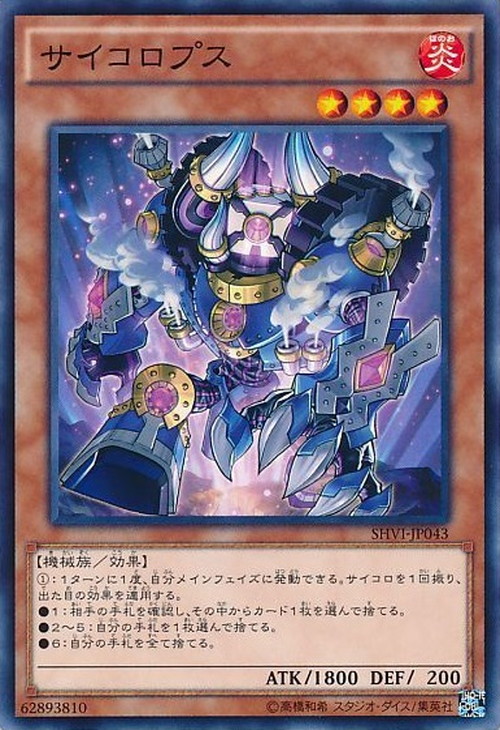 サイコロプス
ほのお
炎
SHVI-JP043
【機械族／効果】
①：1ターンに1度、自分メインフェイズに発動できる。サイコロを1回振り、
出た目の効果を適用する。
●1：相手の手札を確認し、その中からカード1枚を選んで捨てる。
●2～5：自分の手札を1枚選んで捨てる。
●6：自分の手札を全て捨てる。
ATK/1800 DEF/ 200
62893810
©高橋和希 スタジオ・ダイス/集英社